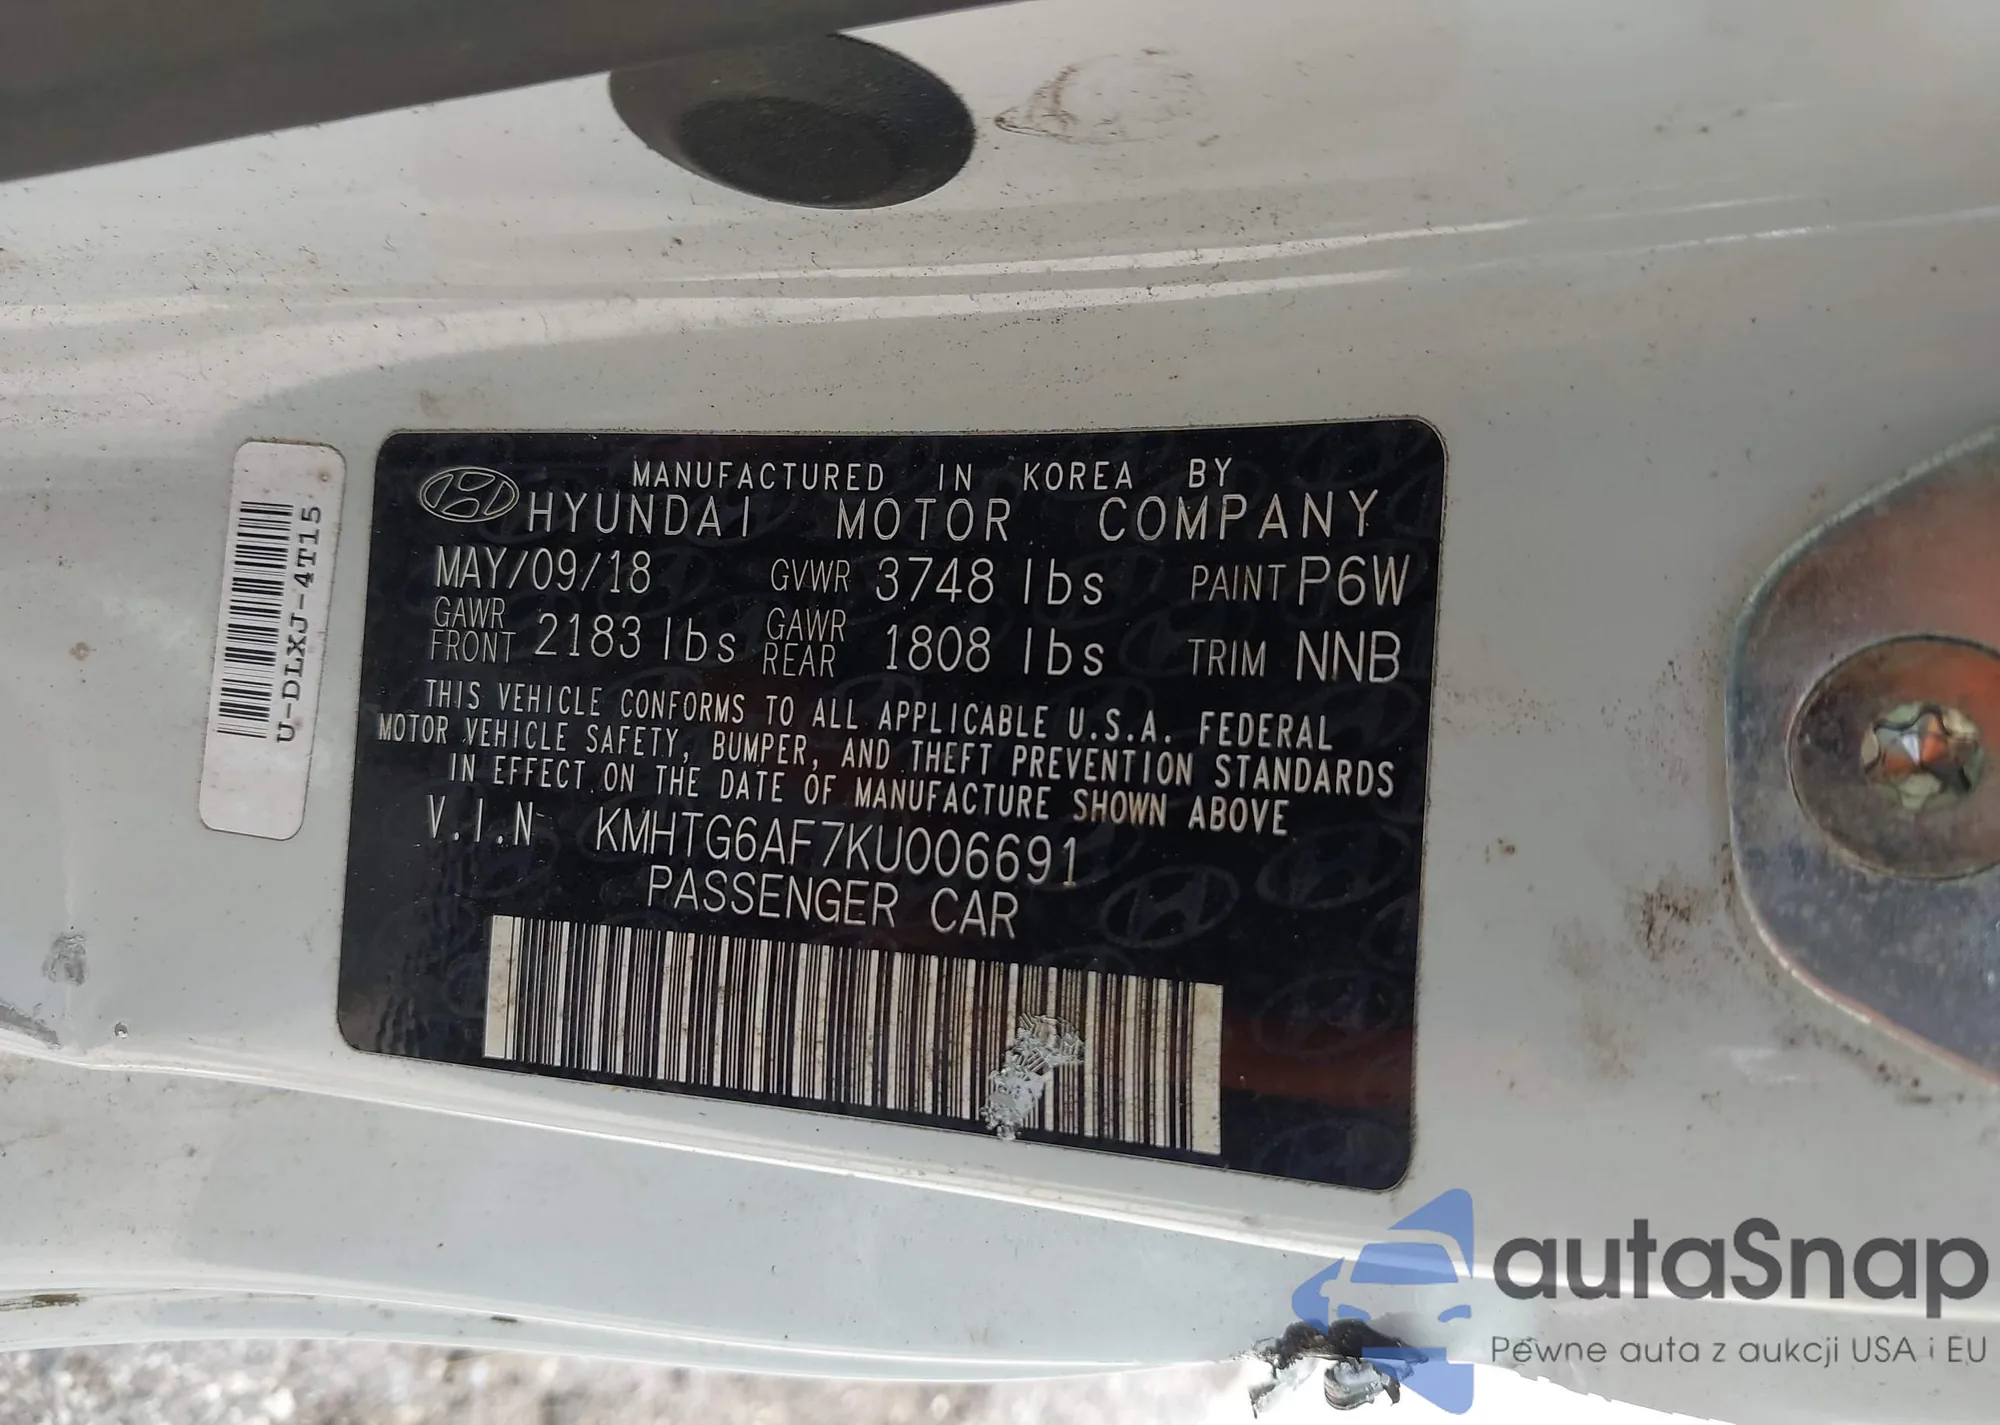 MANUFACTURED IN KOREA BY
HYUNDAI MOTOR COMPANY
MAY/09/18 GVWR 3748 lbs PAINT P6W
GAWR FRONT 2183 lbs GAWR REAR 1808 lbs TRIM NNB
THIS VEHICLE CONFORMS TO ALL APPLICABLE U.S.A. FEDERAL
MOTOR VEHICLE SAFETY, BUMPER, AND THEFT PREVENTION STANDARDS
IN EFFECT ON THE DATE OF MANUFACTURE SHOWN ABOVE
V.I.N KMHTG6AF7KU006691
PASSENGER CAR
U-DLXJJ-4T15
autaSnap
Pewne auta z aukcji USA i EU